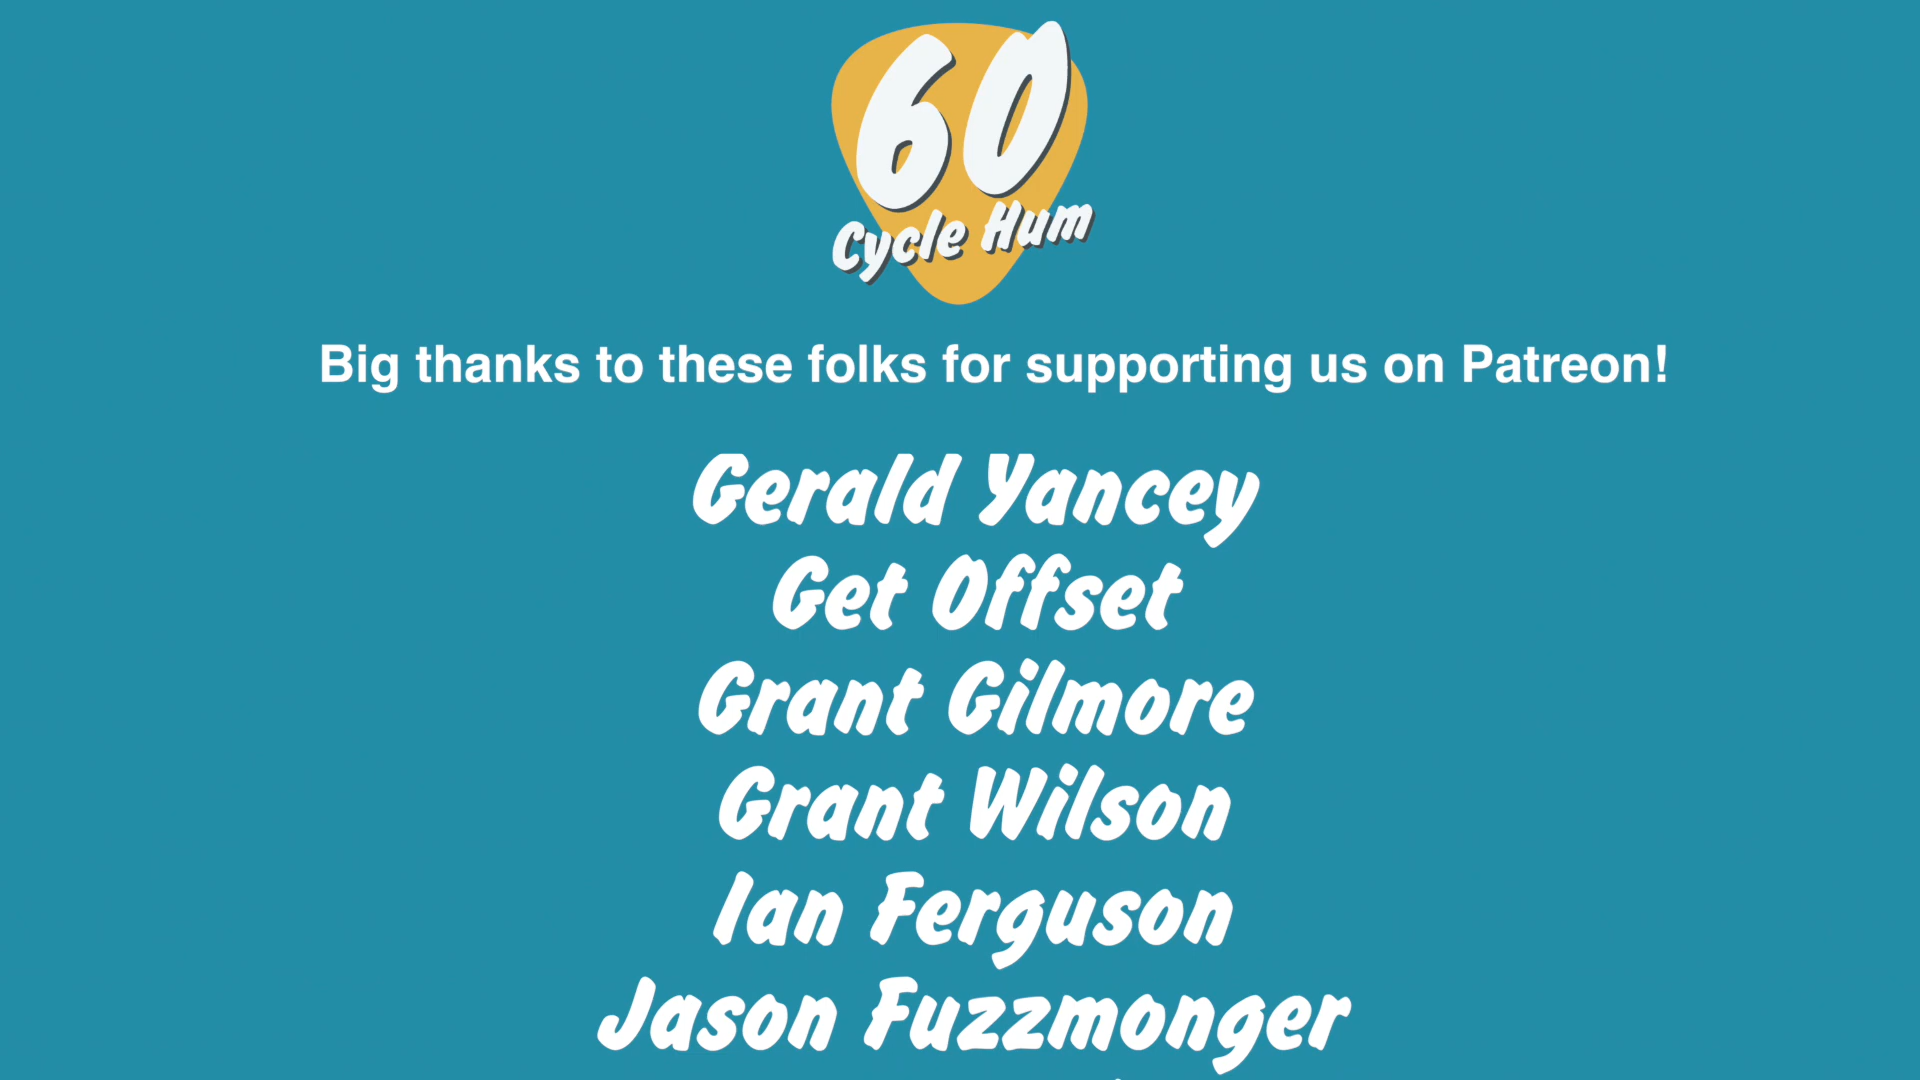 60
Cycle Hum
Big thanks to these folks for supporting us on Patreon!
Gerald Yancey
Get Offset
Grant Gilmore
Grant Wilson
Ian Ferguson
Jason Fuzzmonger